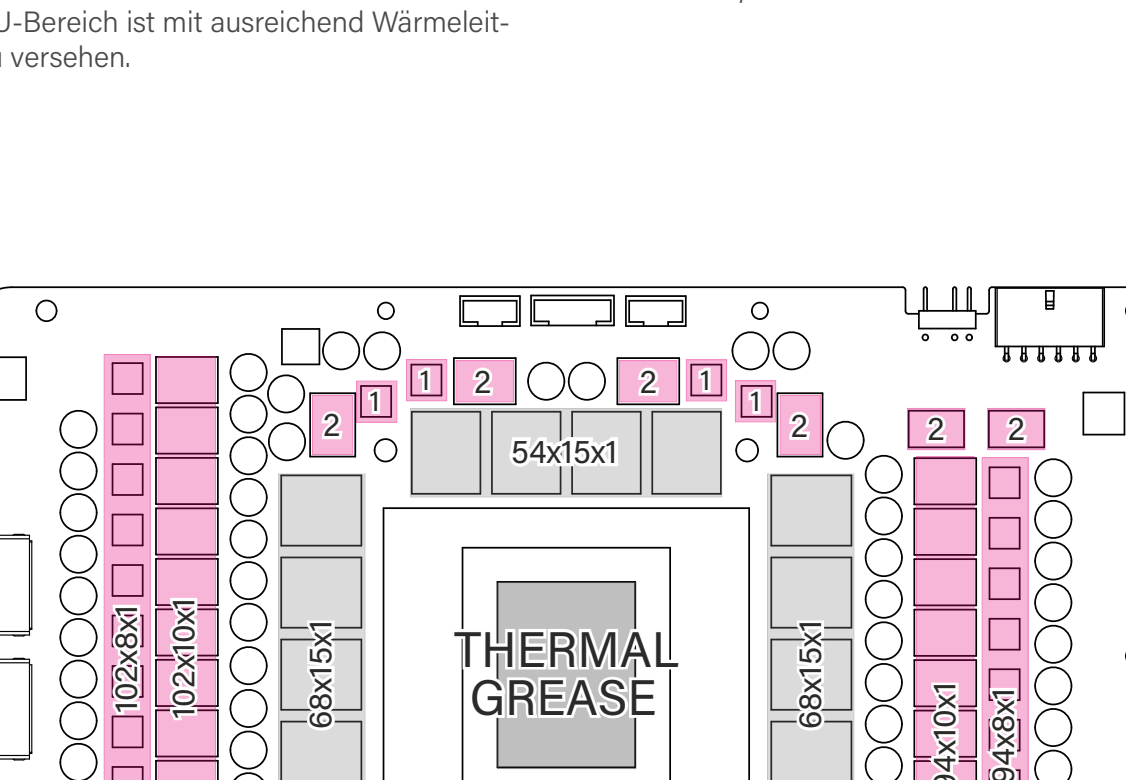 U-Bereich ist mit ausreichend Wärmeleit-
versehen.
1
2
2
1
1
1
2
2
2
2
54x15x1
102x8x1
102x10x1
68x15x1
THERMAL
GREASE
68x15x1
94x10x1
94x8x1